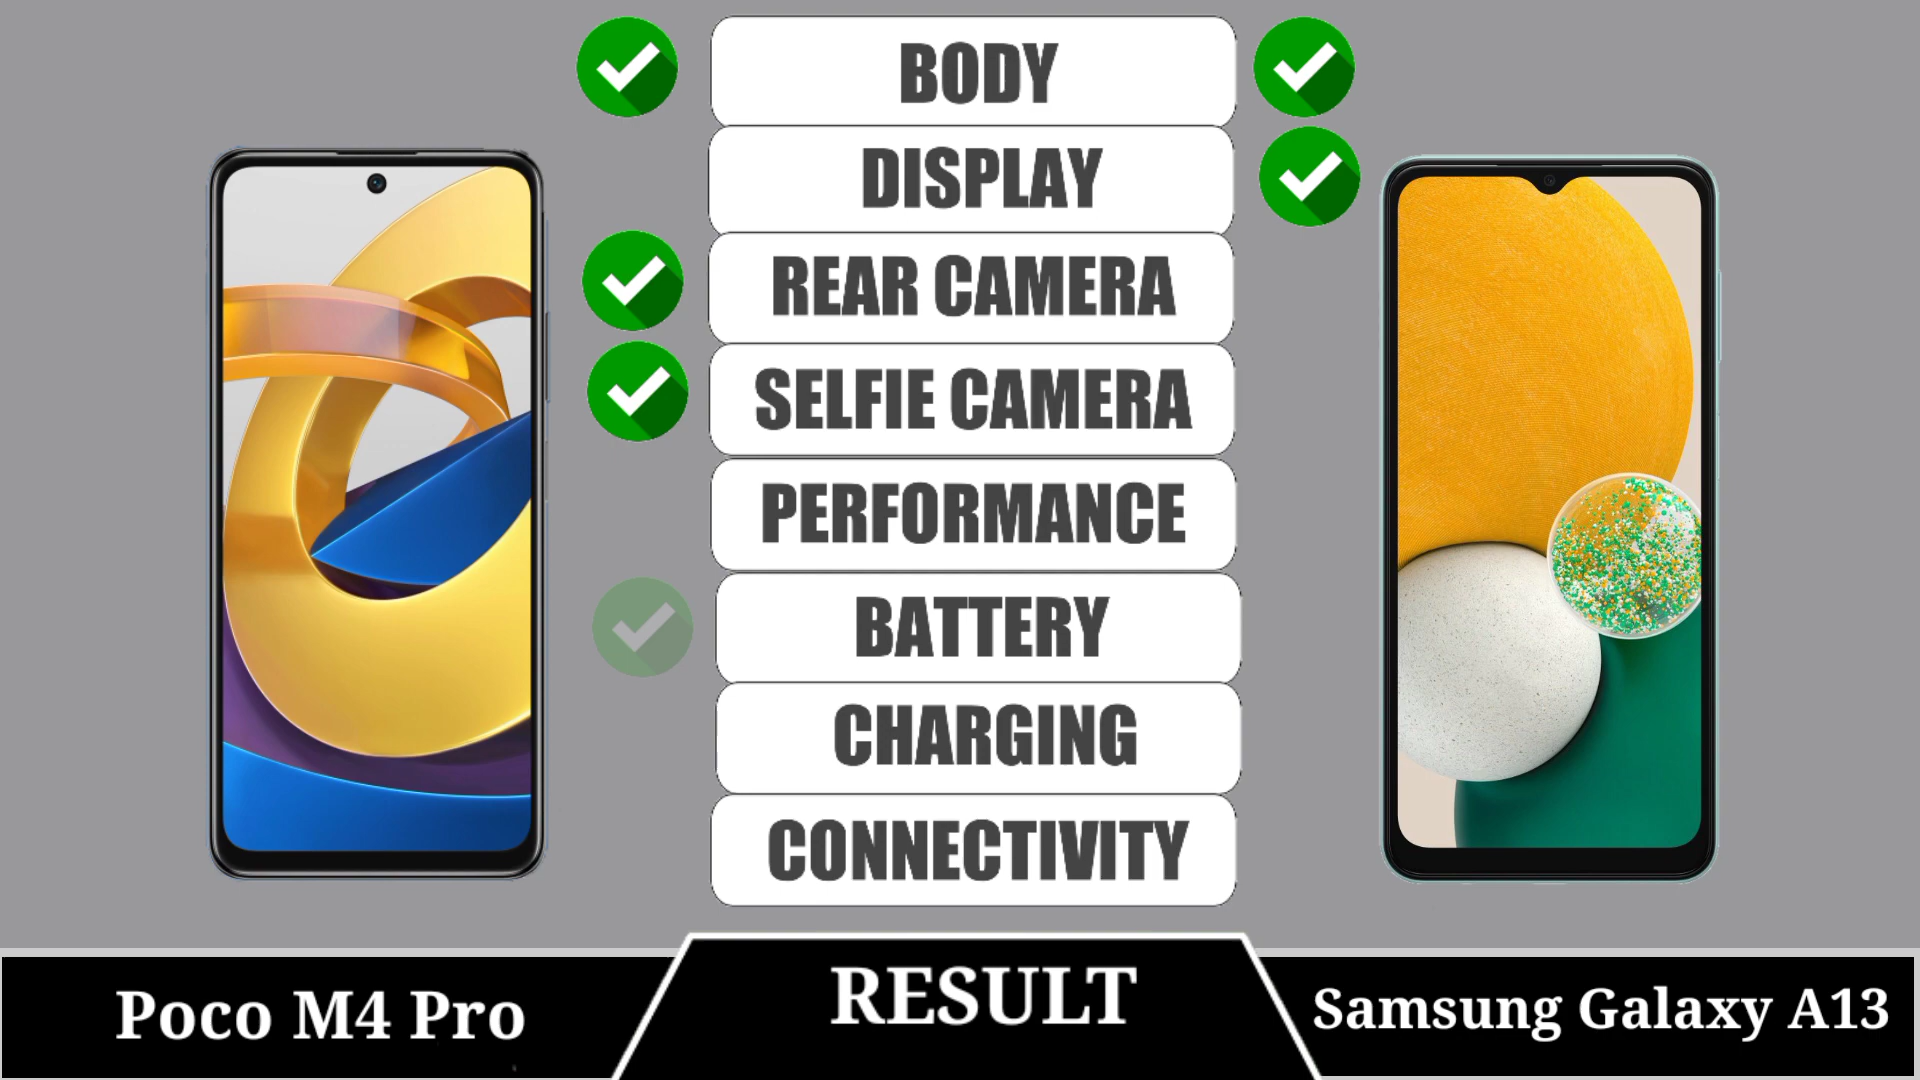 BODY
DISPLAY
REAR CAMERA
SELFIE CAMERA
PERFORMANCE
BATTERY
CHARGING
CONNECTIVITY
Poco M4 Pro
RESULT
Samsung Galaxy A13